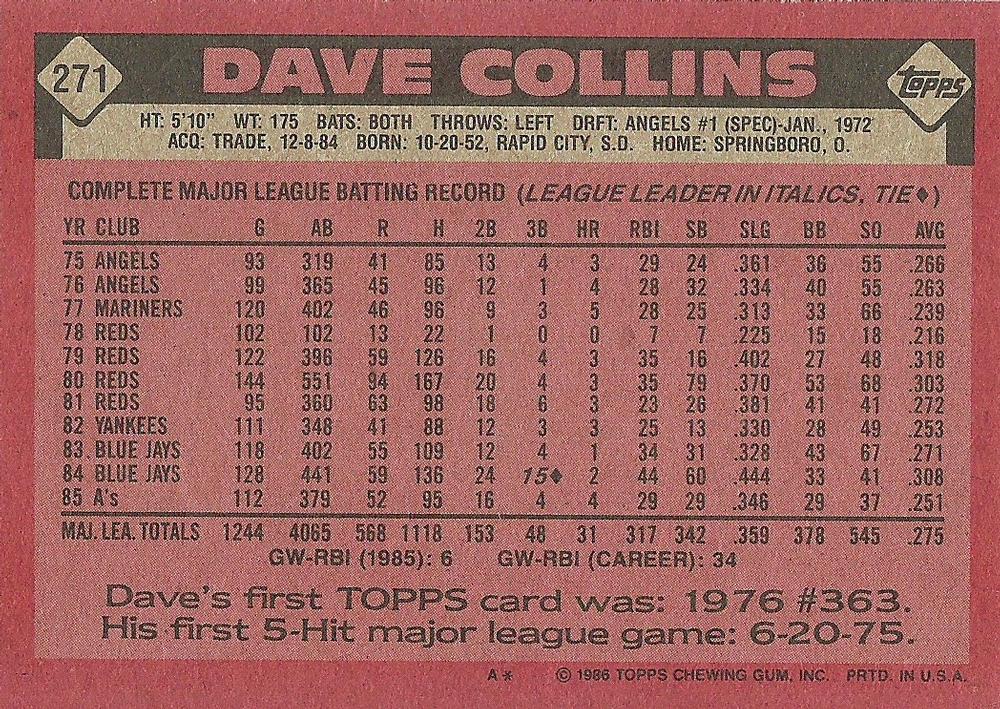 271 DAVE COLLINS TOPPS
HT: 5'10" WT: 175 BATS: BOTH THROWS: LEFT DRFT: ANGELS #1 (SPEC)-JAN., 1972
ACQ: TRADE, 12-8-84 BORN: 10-20-52, RAPID CITY, S.D. HOME: SPRINGBORO, O.
COMPLETE MAJOR LEAGUE BATTING RECORD (LEAGUE LEADER IN ITALICS, TIE♦)
YR CLUB G AB R H 2B 3B HR RBI SB SLG BB SO AVG
75 ANGELS 93 319 41 85 13 4 3 29 24 .361 36 55 .266
76 ANGELS 99 365 45 96 12 1 4 28 32 .334 40 55 .263
77 MARINERS 120 402 46 96 9 3 5 28 25 .313 33 66 .239
78 REDS 102 102 13 22 1 0 0 7 7 .225 15 18 .216
79 REDS 122 396 59 126 16 4 3 35 16 .402 27 48 .318
80 REDS 144 551 94 167 20 4 3 35 79 .370 53 68 .303
81 REDS 95 360 63 98 18 6 3 23 26 .381 41 41 .272
82 YANKEES 111 348 41 88 12 3 3 25 13 .330 28 49 .253
83 BLUE JAYS 118 402 55 109 12 4 1 34 31 .328 43 67 .271
84 BLUE JAYS 128 441 59 136 24 15♦ 2 44 60 .444 33 41 .308
85 A's 112 379 52 95 16 4 4 29 29 .346 29 37 .251
MAJ. LEA. TOTALS 1244 4065 568 1118 153 48 31 317 342 .359 378 545 .275
GW-RBI (1985): 6 GW-RBI (CAREER): 34
Dave's first TOPPS card was: 1976 #363.
His first 5-Hit major league game: 6-20-75.
A* © 1986 TOPPS CHEWING GUM, INC. PRTD. IN U.S.A.